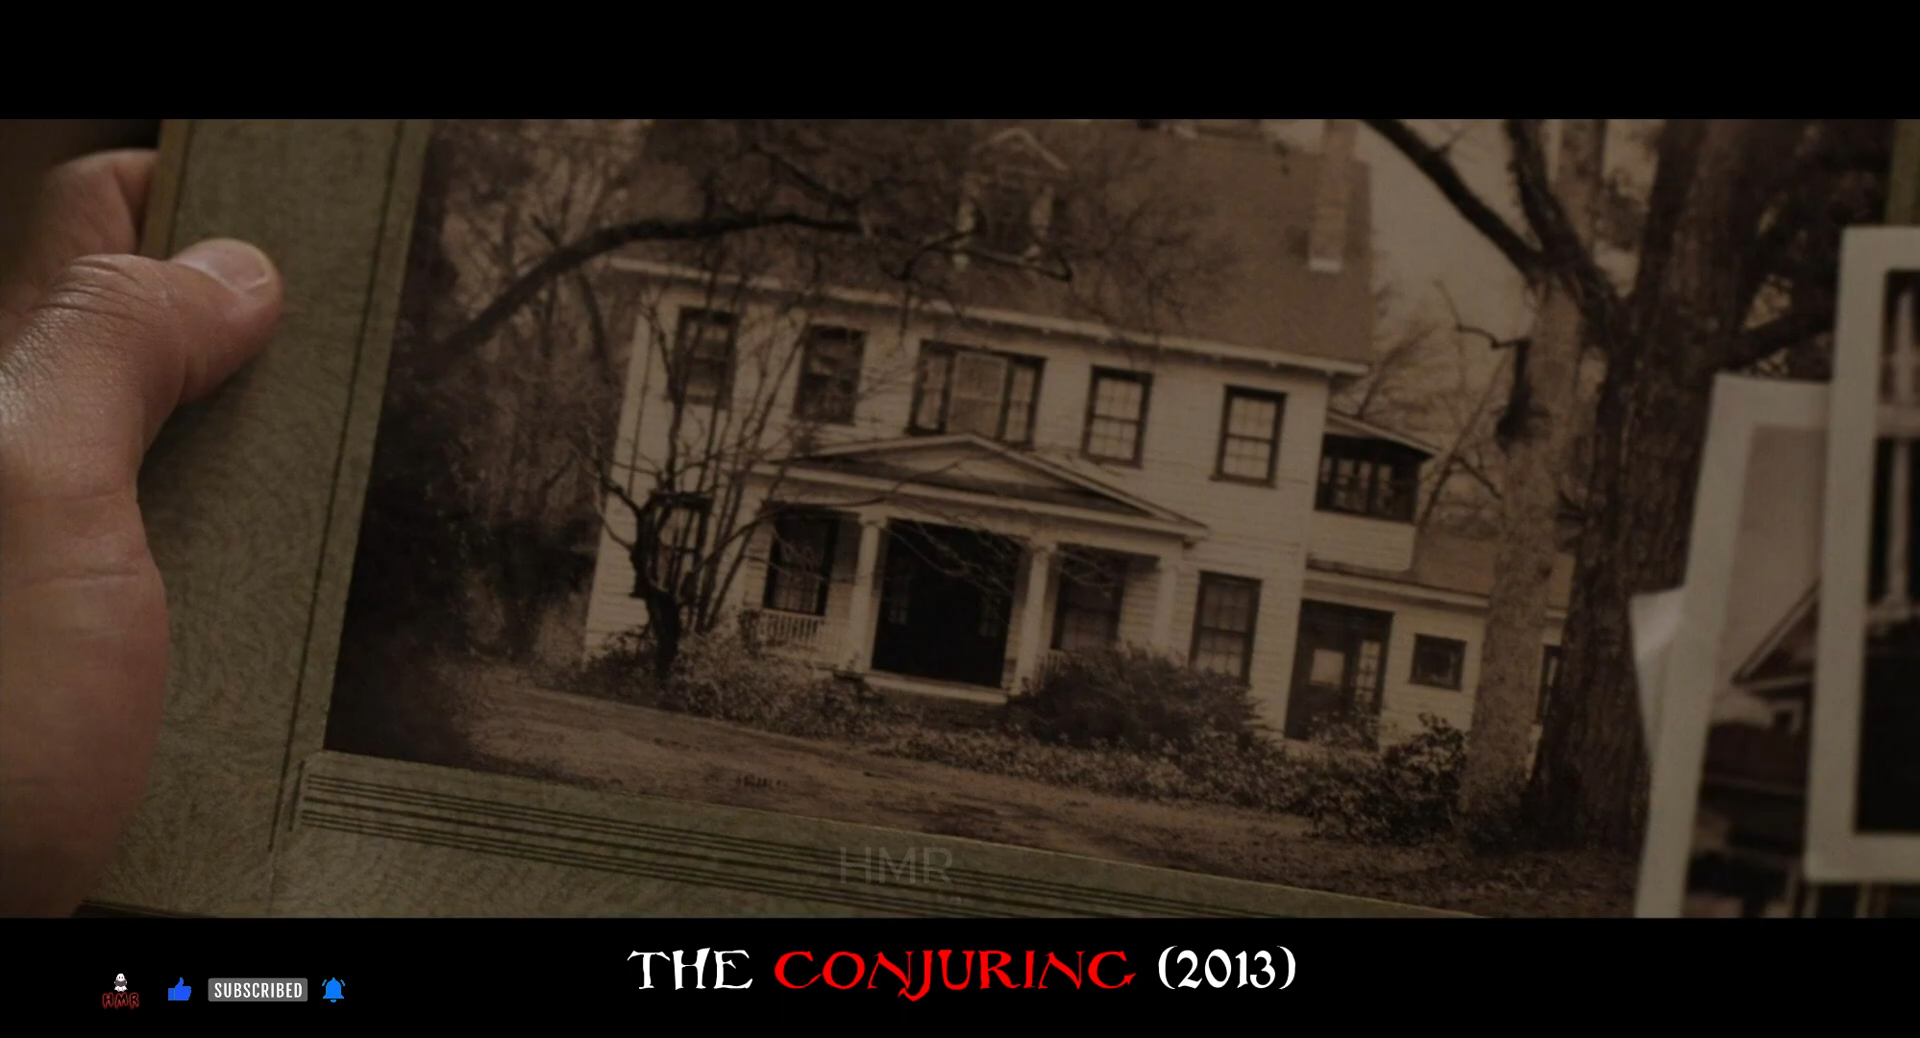 HMR
THE CONJURING (2013)
HMR
SUBSCRIBED